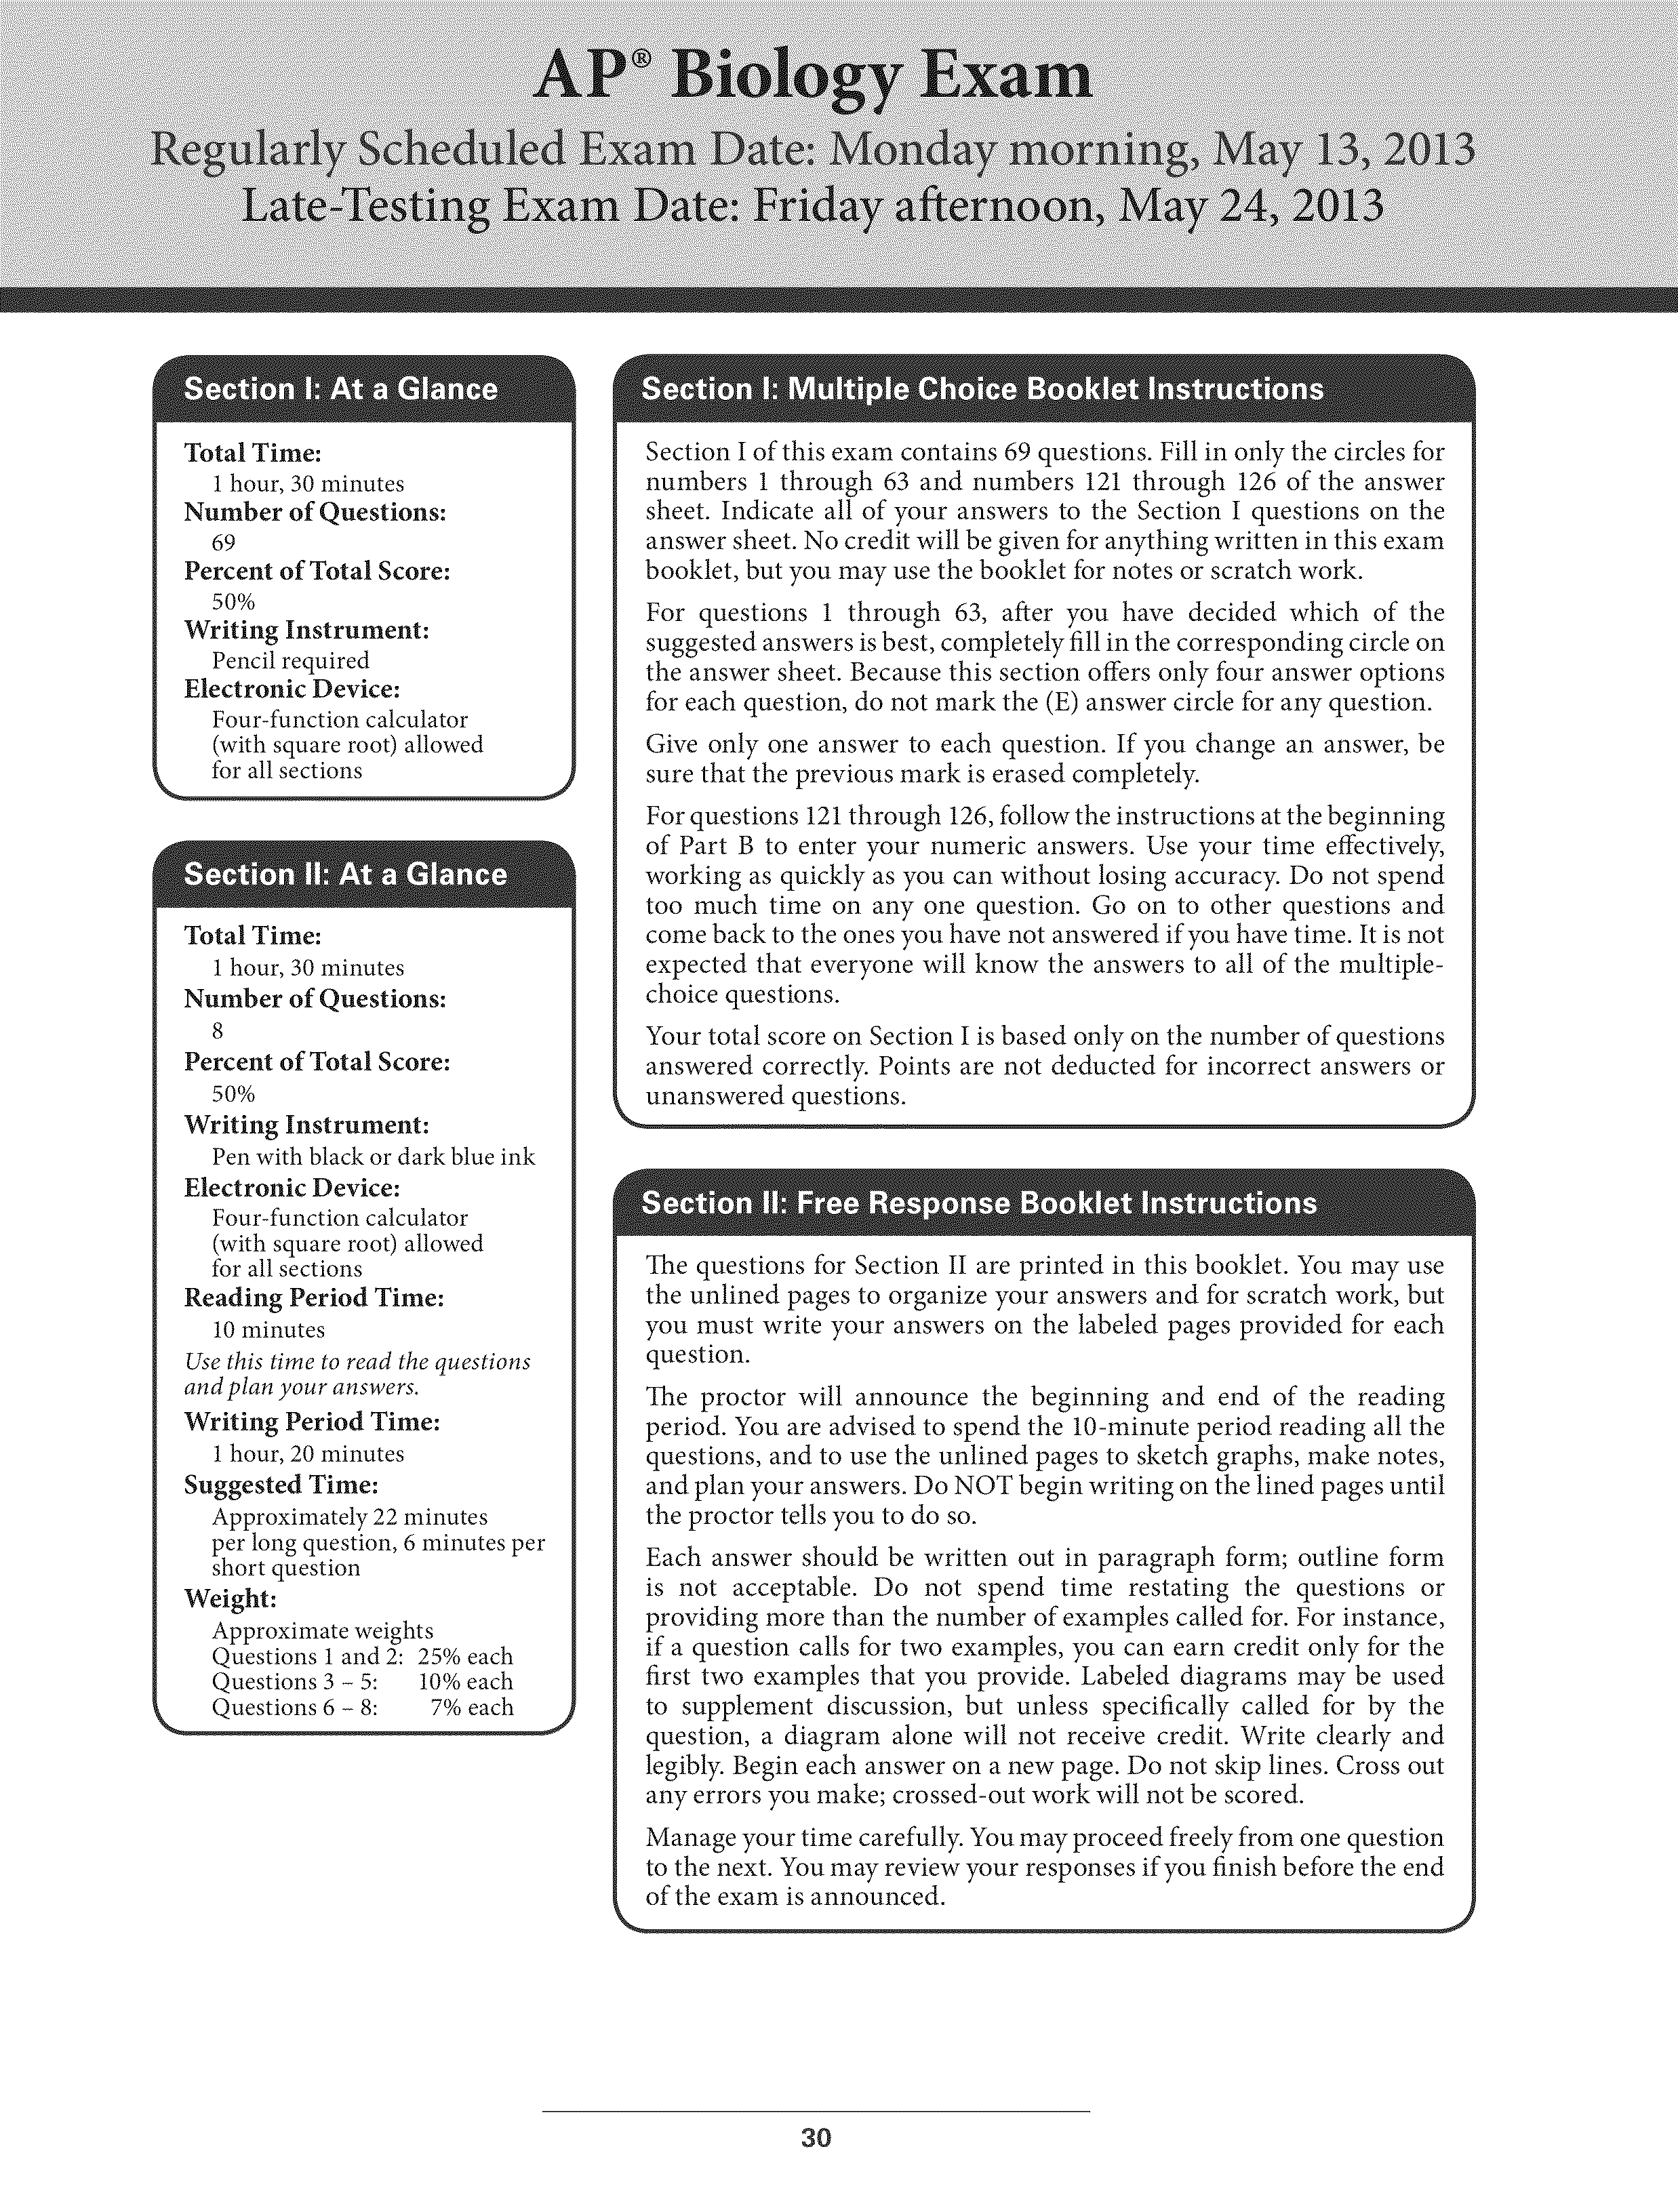 AP® Biology Exam
Regularly Scheduled Exam Date: Monday morning, May 13, 2013
Late-Testing Exam Date: Friday afternoon, May 24, 2013
Section I: At a Glance
Total Time:
1 hour, 30 minutes
Number of Questions:
69
Percent of Total Score:
50%
Writing Instrument:
Pencil required
Electronic Device:
Four-function calculator
(with square root) allowed
for all sections
Section II: At a Glance
Total Time:
1 hour, 30 minutes
Number of Questions:
8
Percent of Total Score:
50%
Writing Instrument:
Pen with black or dark blue ink
Electronic Device:
Four-function calculator
(with square root) allowed
for all sections
Reading Period Time:
10 minutes
Use this time to read the questions
and plan your answers.
Writing Period Time:
1 hour, 20 minutes
Suggested Time:
Approximately 22 minutes
per long question, 6 minutes per
short question
Weight:
Approximate weights
Questions 1 and 2: 25% each
Questions 3 – 5: 10% each
Questions 6 – 8: 7% each
Section I: Multiple Choice Booklet Instructions
Section I of this exam contains 69 questions. Fill in only the circles for
numbers 1 through 63 and numbers 121 through 126 of the answer
sheet. Indicate all of your answers to the Section I questions on the
answer sheet. No credit will be given for anything written in this exam
booklet, but you may use the booklet for notes or scratch work.
For questions 1 through 63, after you have decided which of the
suggested answers is best, completely fill in the corresponding circle on
the answer sheet. Because this section offers only four answer options
for each question, do not mark the (E) answer circle for any question.
Give only one answer to each question. If you change an answer, be
sure that the previous mark is erased completely.
For questions 121 through 126, follow the instructions at the beginning
of Part B to enter your numeric answers. Use your time effectively,
working as quickly as you can without losing accuracy. Do not spend
too much time on any one question. Go on to other questions and
come back to the ones you have not answered if you have time. It is not
expected that everyone will know the answers to all of the multiple-
choice questions.
Your total score on Section I is based only on the number of questions
answered correctly. Points are not deducted for incorrect answers or
unanswered questions.
Section II: Free Response Booklet Instructions
The questions for Section II are printed in this booklet. You may use
the unlined pages to organize your answers and for scratch work, but
you must write your answers on the labeled pages provided for each
question.
The proctor will announce the beginning and end of the reading
period. You are advised to spend the 10-minute period reading all the
questions, and to use the unlined pages to sketch graphs, make notes,
and plan your answers. Do NOT begin writing on the lined pages until
the proctor tells you to do so.
Each answer should be written out in paragraph form; outline form
is not acceptable. Do not spend time restating the questions or
providing more than the number of examples called for. For instance,
if a question calls for two examples, you can earn credit only for the
first two examples that you provide. Labeled diagrams may be used
to supplement discussion, but unless specifically called for by the
question, a diagram alone will not receive credit. Write clearly and
legibly. Begin each answer on a new page. Do not skip lines. Cross out
any errors you make; crossed-out work will not be scored.
Manage your time carefully. You may proceed freely from one question
to the next. You may review your responses if you finish before the end
of the exam is announced.
30